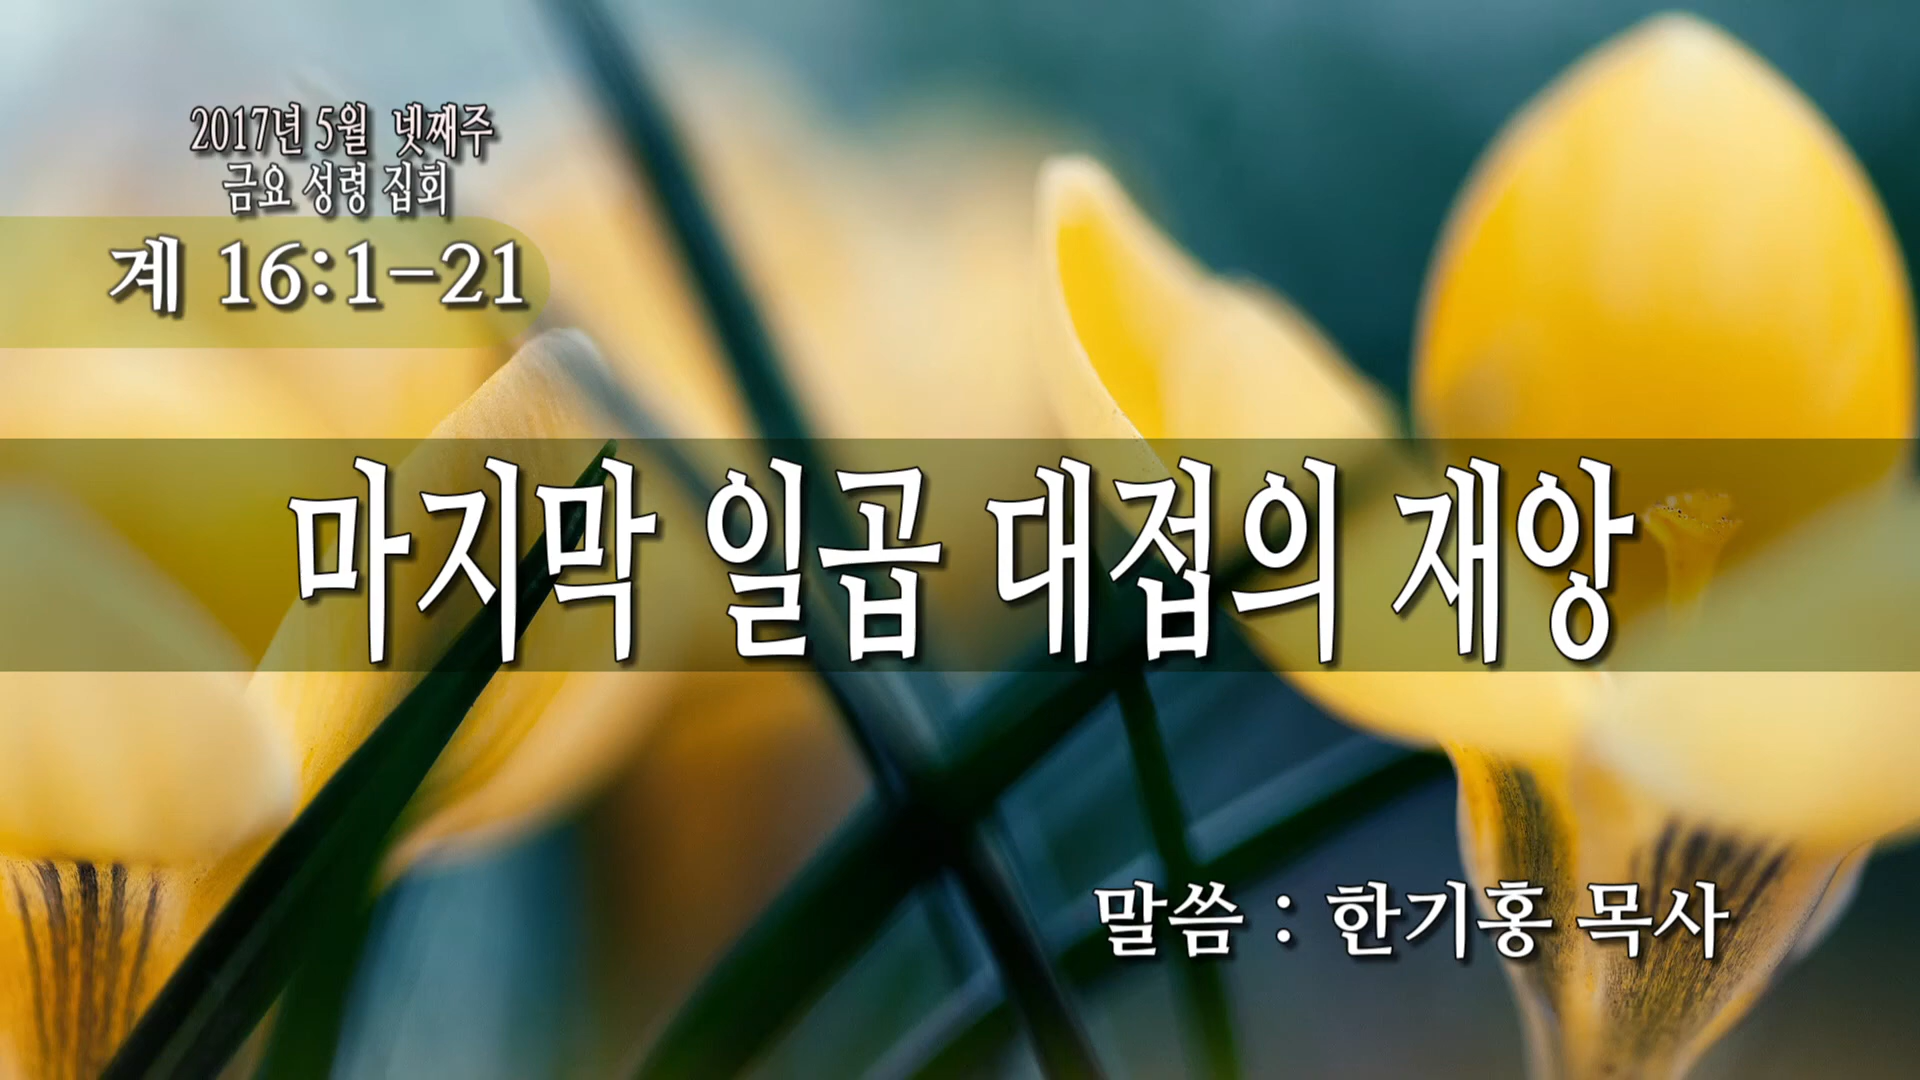 2017년 5월 넷째주
금요 성령 집회
계 16:1-21
마지막 일곱 대접의 재앙
말씀 : 한기홍 목사